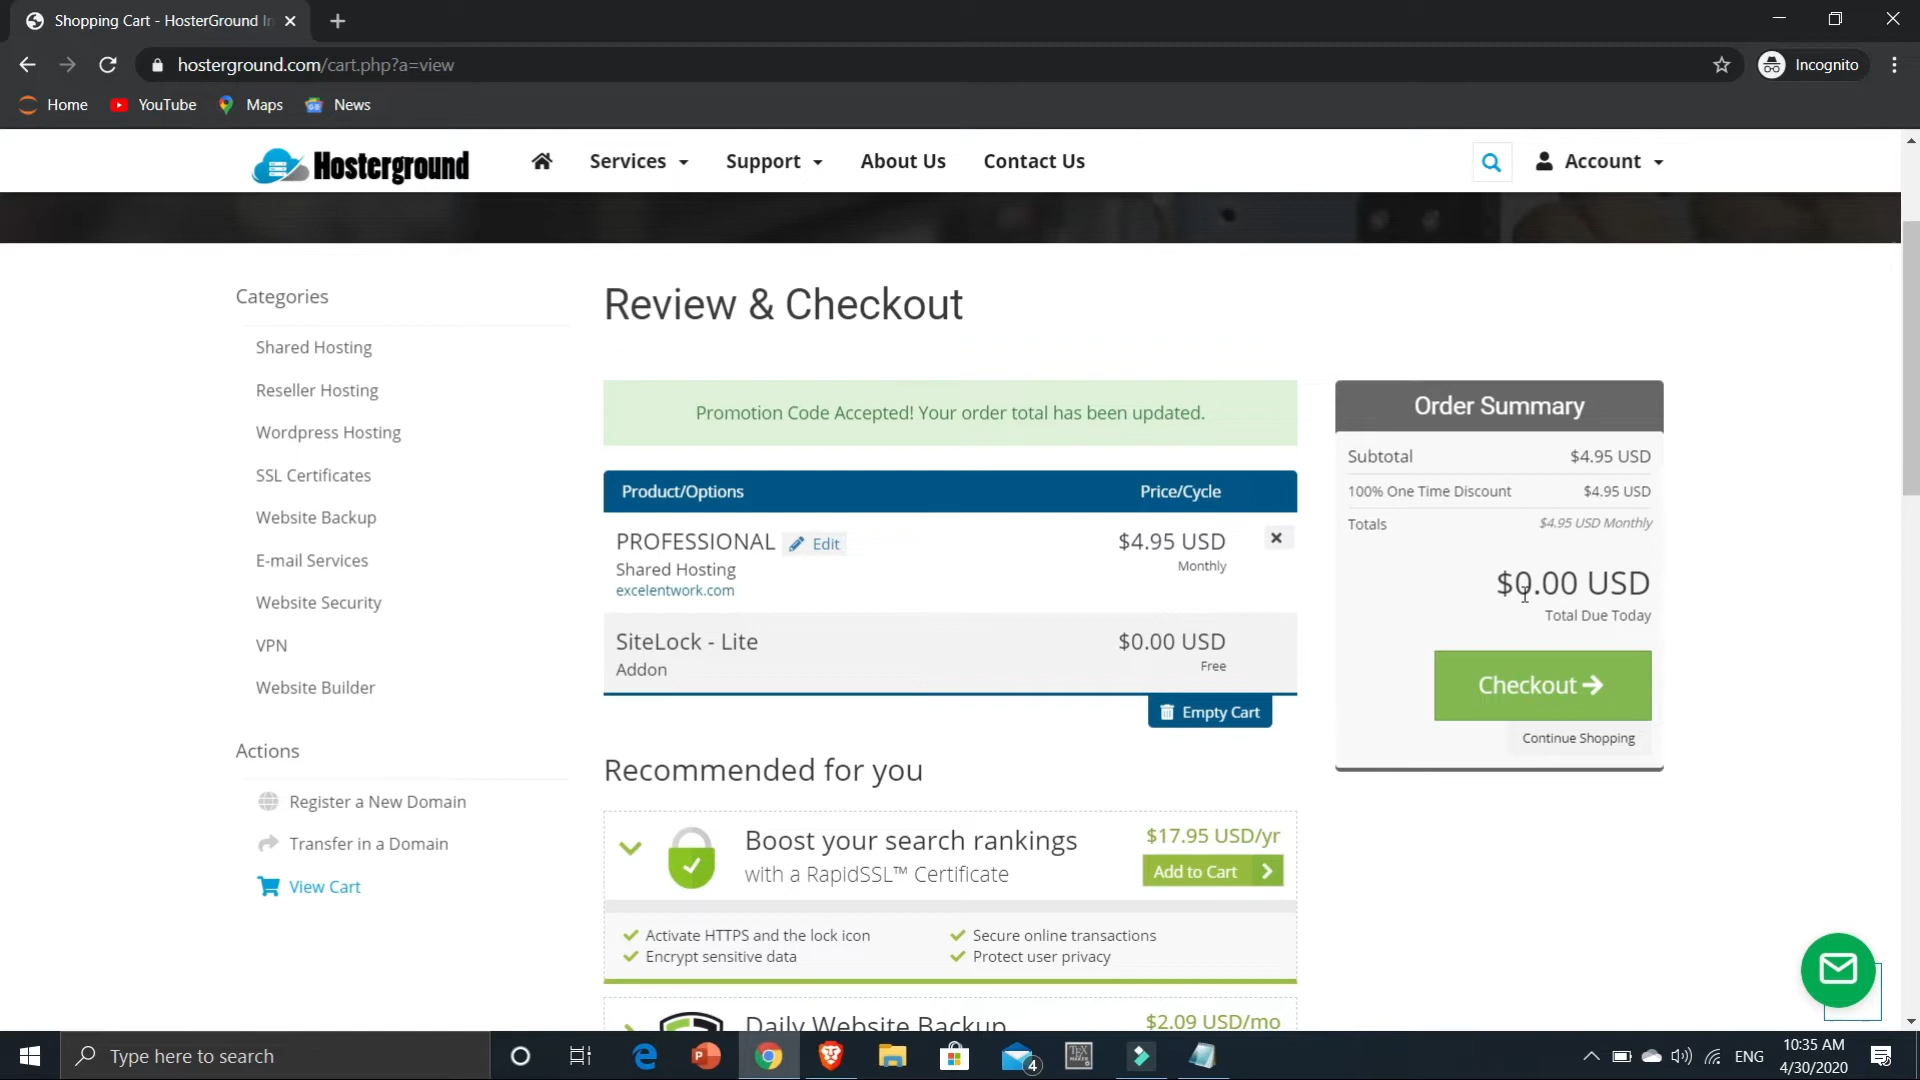 Shopping Cart - HosterGround In
hosterground.com/cart.php?a=view
Incognito
Home YouTube Maps News
Hosterground Services Support About Us Contact Us Account
Categories
Shared Hosting
Reseller Hosting
Wordpress Hosting
SSL Certificates
Website Backup
E-mail Services
Website Security
VPN
Website Builder
Actions
Register a New Domain
Transfer in a Domain
View Cart
Review & Checkout
Promotion Code Accepted! Your order total has been updated.
Product/Options Price/Cycle
PROFESSIONAL Edit $4.95 USD
Shared Hosting Monthly
excelentwork.com
SiteLock - Lite $0.00 USD
Addon Free
Empty Cart
Recommended for you
Boost your search rankings $17.95 USD/yr
with a RapidSSL™ Certificate Add to Cart
Activate HTTPS and the lock icon Secure online transactions
Encrypt sensitive data Protect user privacy
Daily Website Backup $2.09 USD/mo
Order Summary
Subtotal $4.95 USD
100% One Time Discount $4.95 USD
Totals $4.95 USD Monthly
$0.00 USD
Total Due Today
Checkout
Continue Shopping
Type here to search
4
TEX
MAKER
ENG
10:35 AM
4/30/2020